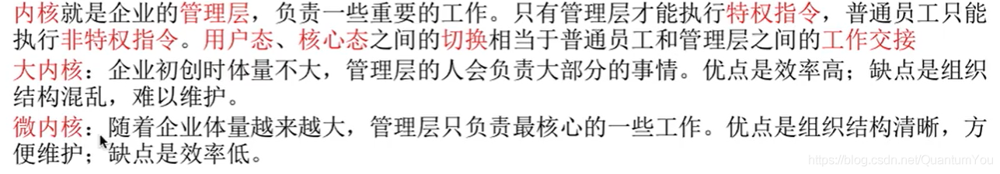 内核就是企业的管理层，负责一些重要的工作。只有管理层才能执行特权指令，普通员工只能
执行非特权指令。用户态、核心态之间的切换相当于普通员工和管理层之间的工作交接
大内核：企业初创时体量不大，管理层的人会负责大部分的事情。优点是效率高；缺点是组织
结构混乱，难以维护。
微内核：随着企业体量越来越大，管理层只负责最核心的一些工作。优点是组织结构清晰，方
便维护；缺点是效率低。
https://blog.csdn.net/QuantumYou